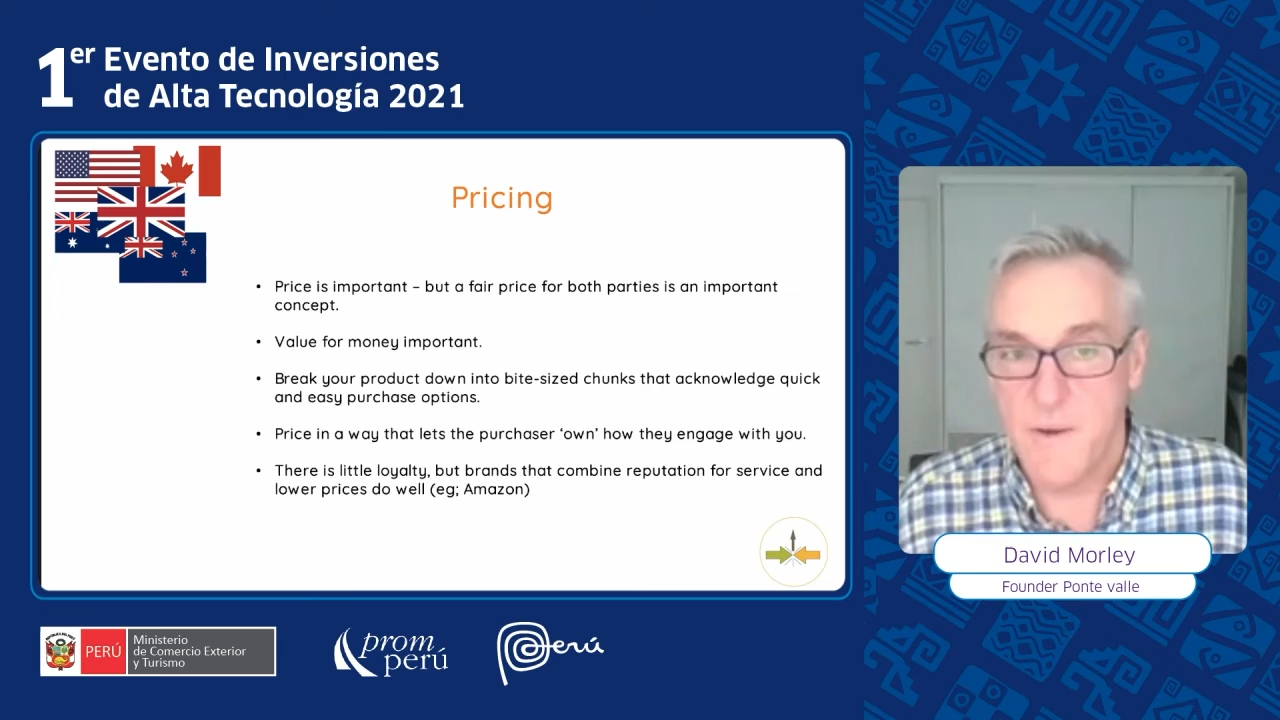 1er Evento de Inversiones
de Alta Tecnología 2021
Pricing
• Price is important – but a fair price for both parties is an important
concept.
• Value for money important.
• Break your product down into bite-sized chunks that acknowledge quick
and easy purchase options.
• Price in a way that lets the purchaser ‘own’ how they engage with you.
• There is little loyalty, but brands that combine reputation for service and
lower prices do well (eg; Amazon)
David Morley
Founder Ponte valle
PERÚ
Ministerio
de Comercio Exterior
y Turismo
prom
perú
Perú